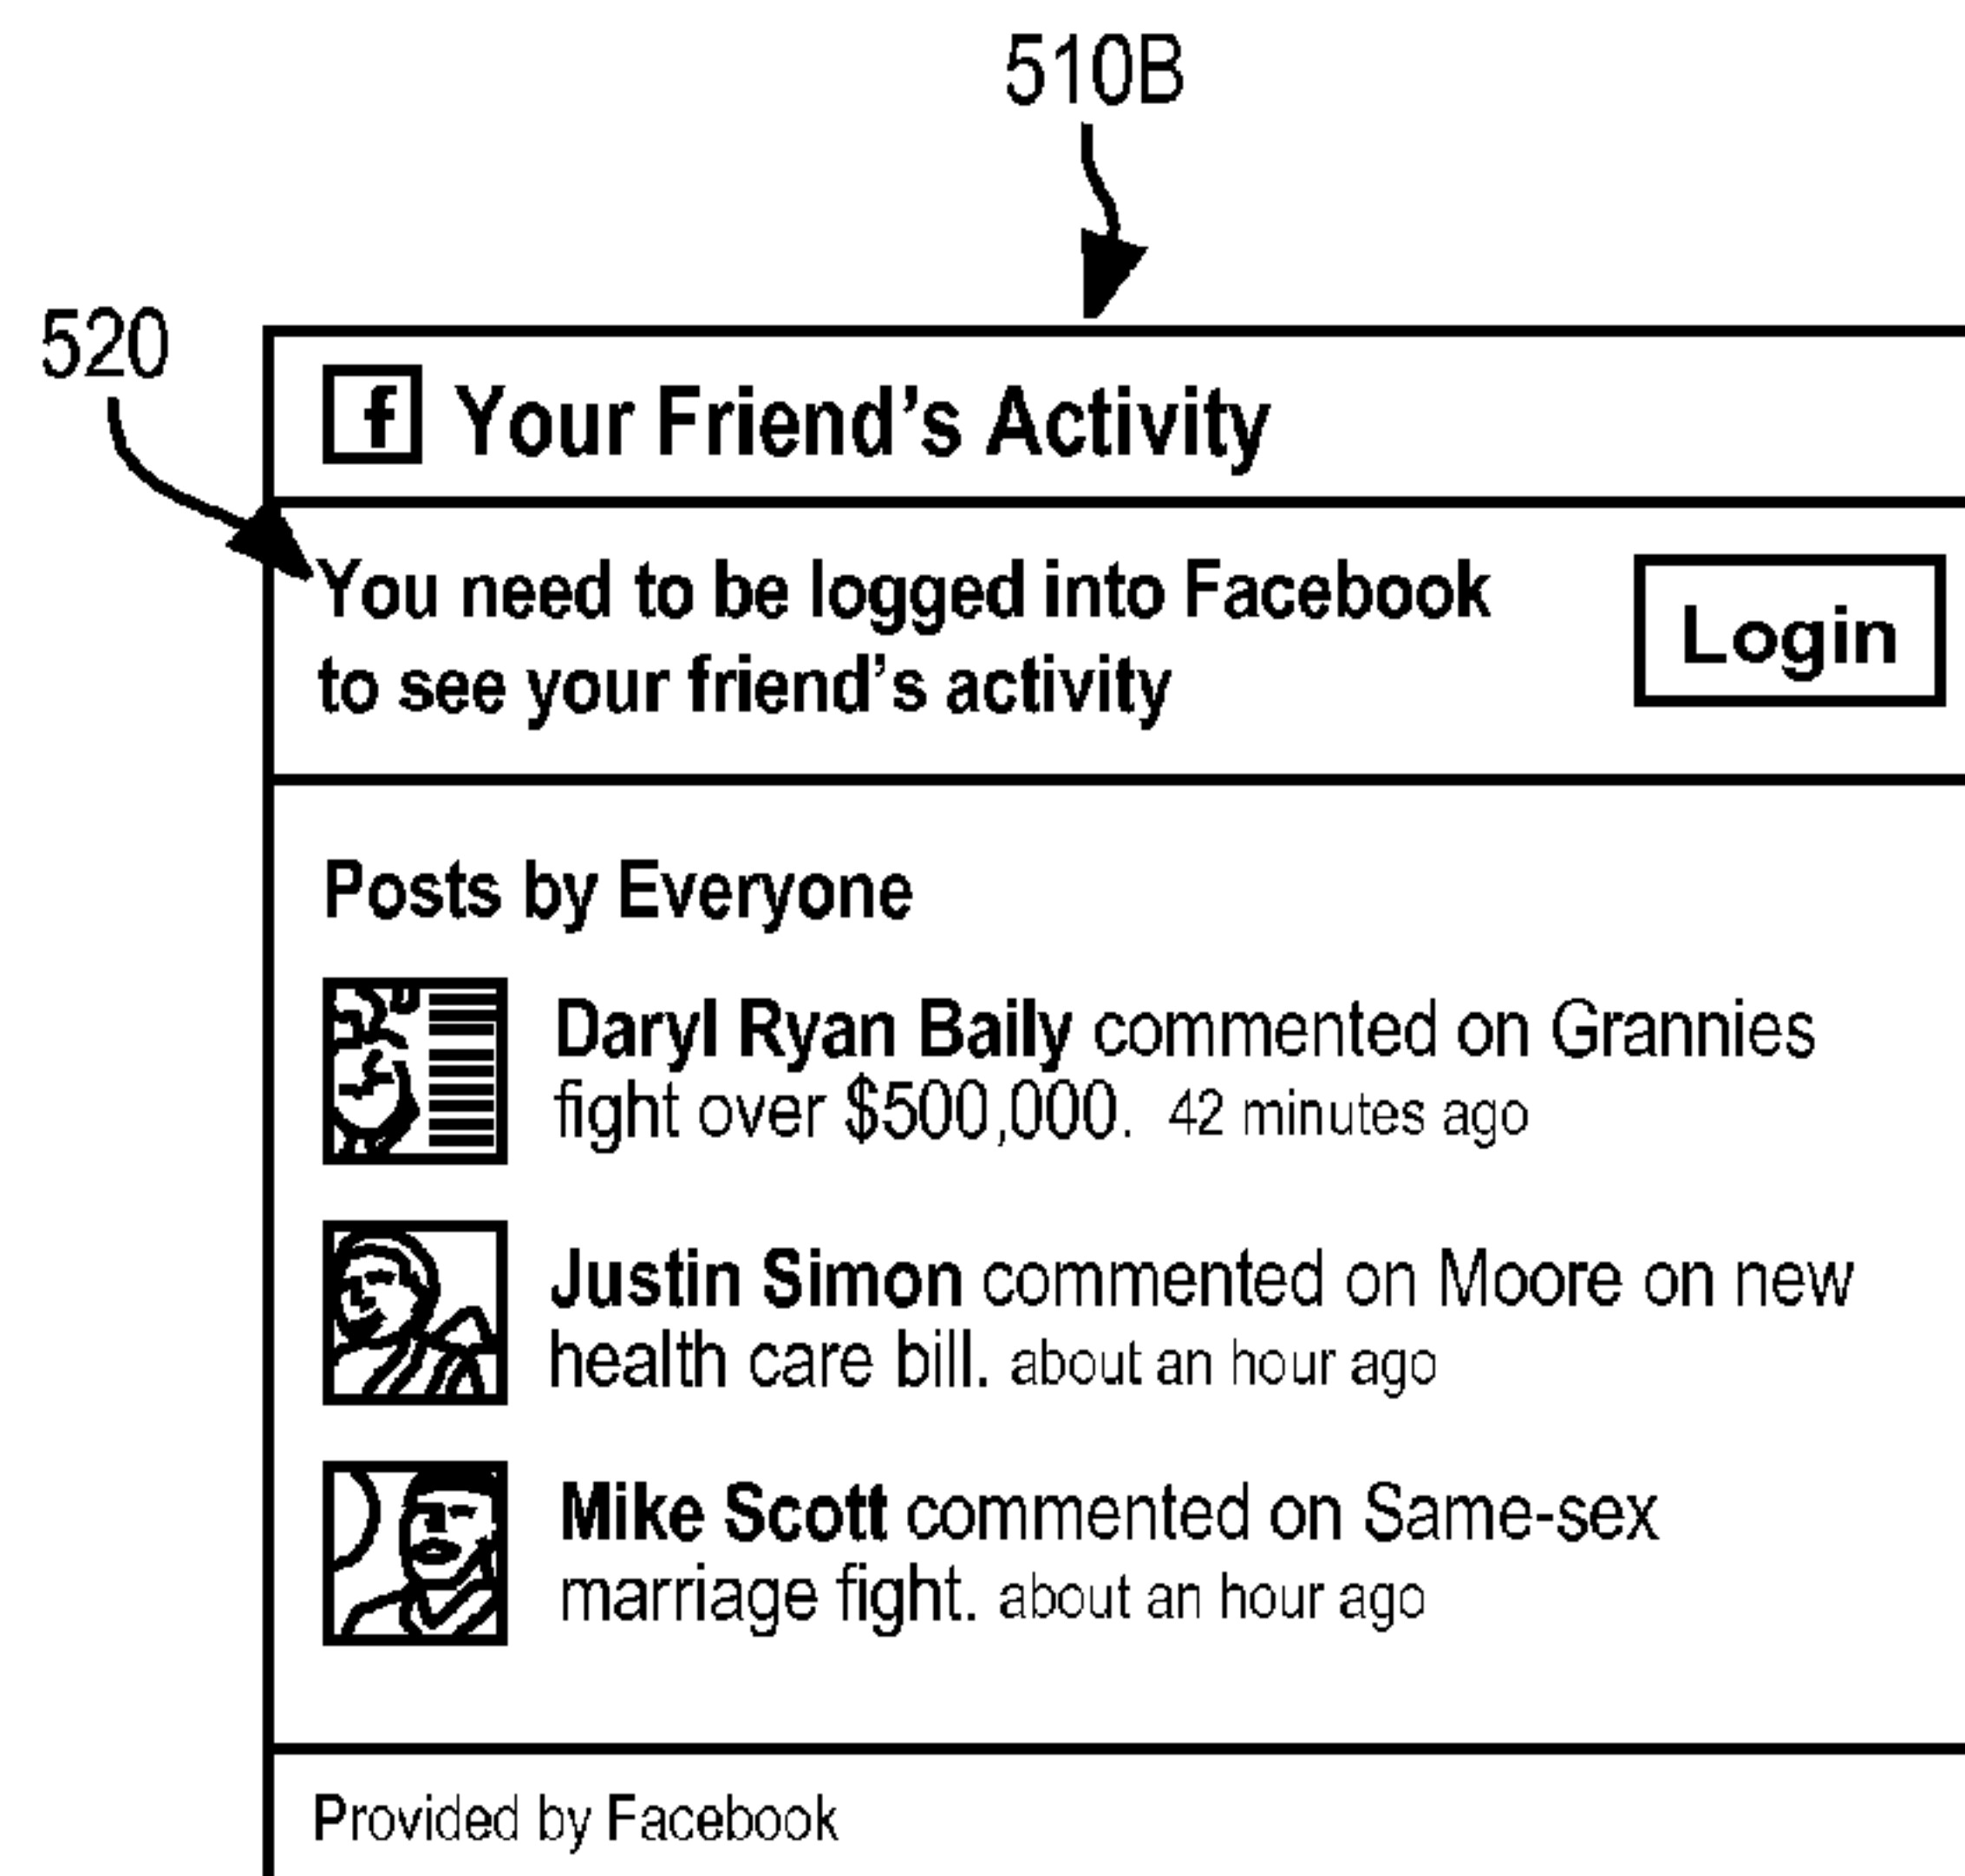 510B
520
f Your Friend's Activity
You need to be logged into Facebook
to see your friend's activity
Login
Posts by Everyone
Daryl Ryan Baily commented on Grannies
fight over $500,000. 42 minutes ago
Justin Simon commented on Moore on new
health care bill. about an hour ago
Mike Scott commented on Same-sex
marriage fight. about an hour ago
Provided by Facebook